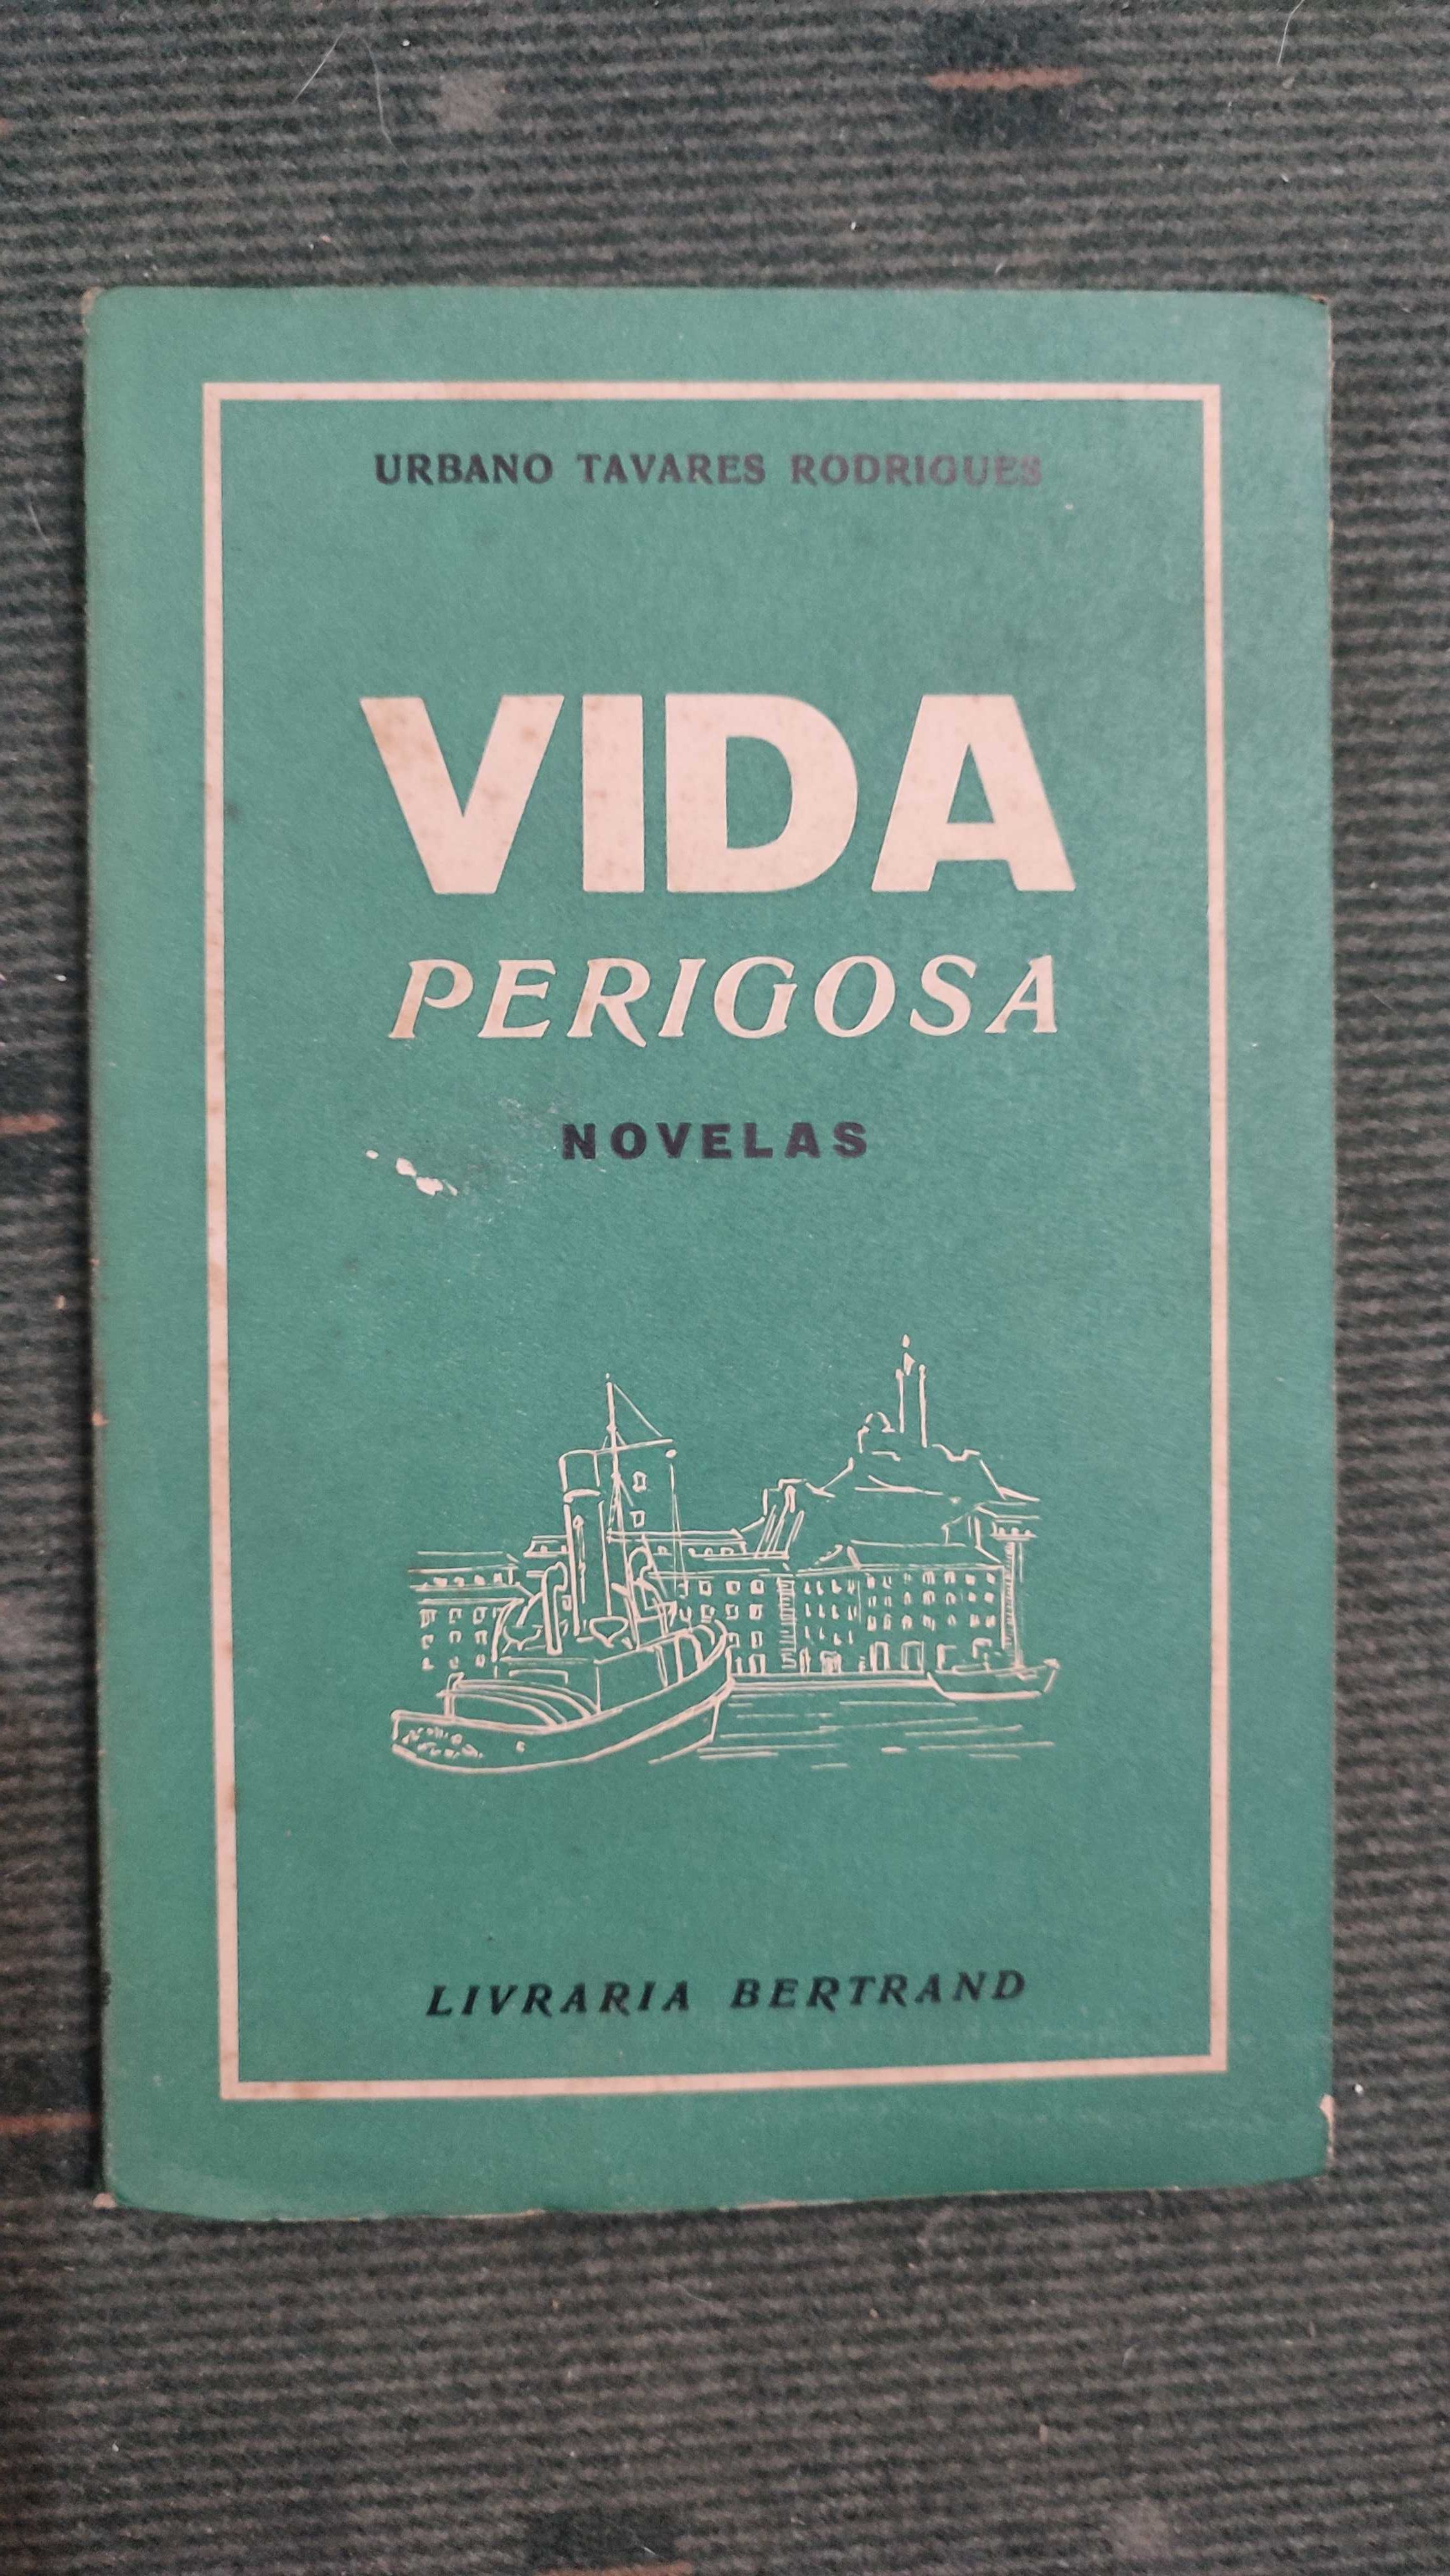 URBANO TAVARES RODRIGUES
VIDA
PERIGOSA
NOVELAS
LIVRARIA BERTRAND